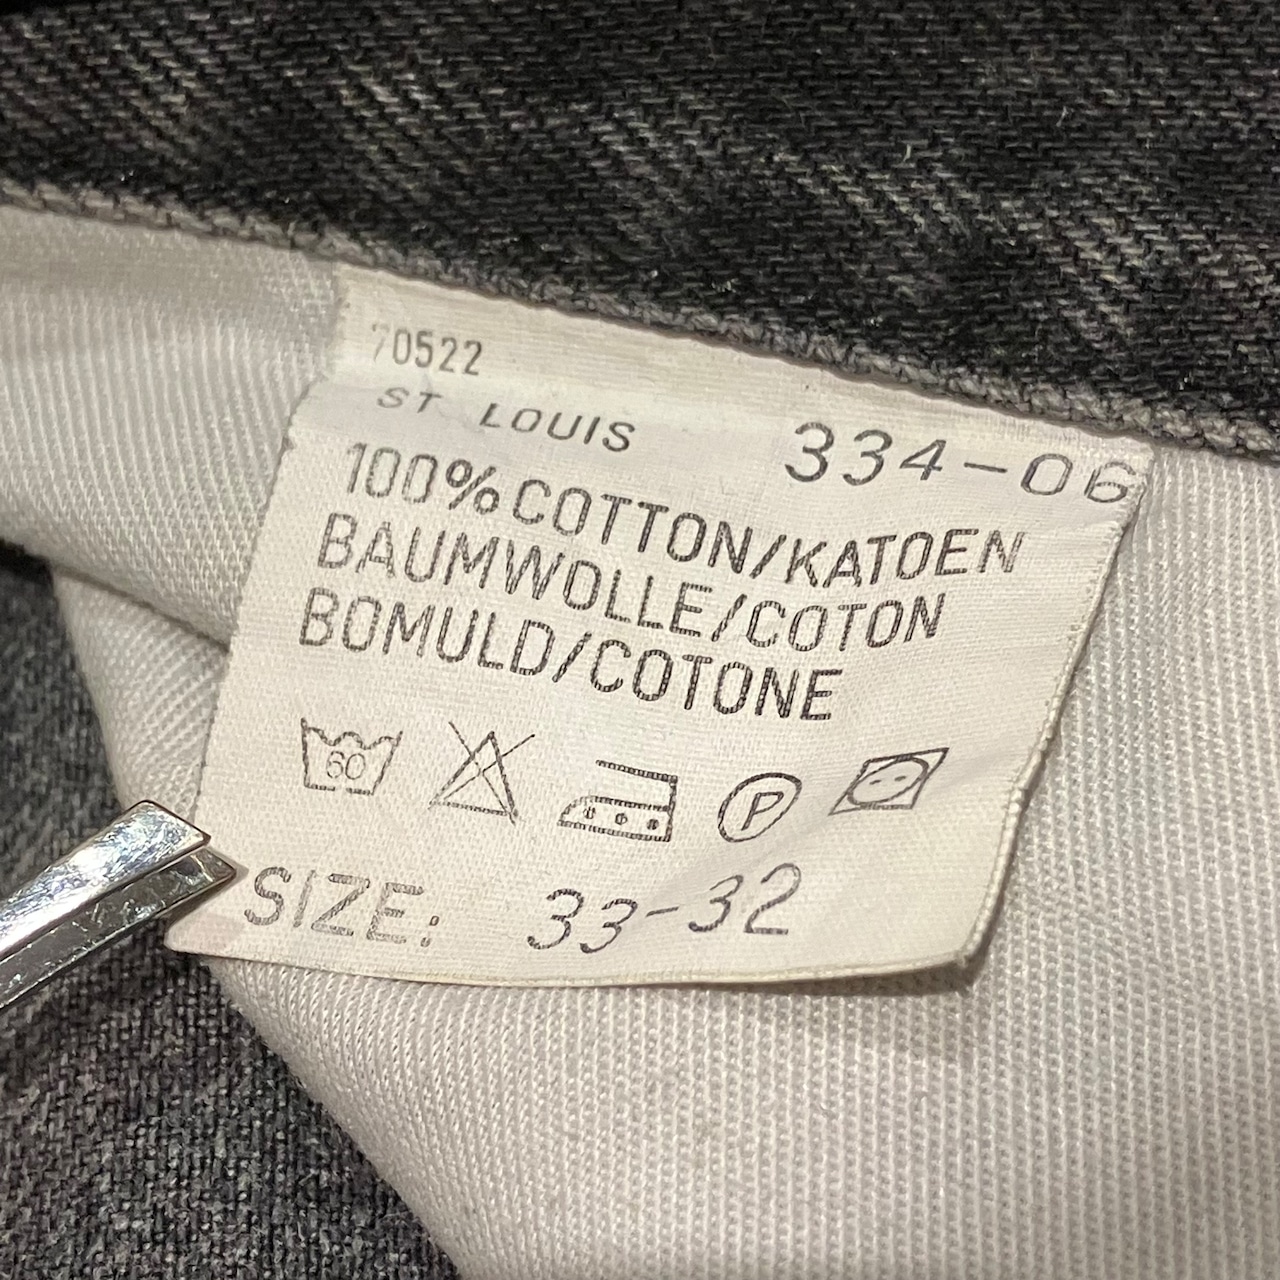 70522
ST LOUIS 334-06
100% COTTON/KATOEN
BAUMWOLLE/COTON
BOMULD/COTONE
60
P
SIZE: 33-32